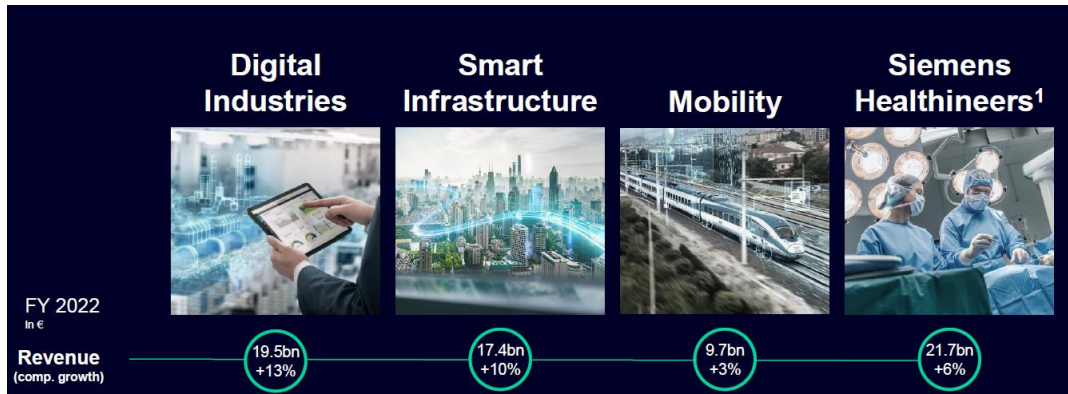 Digital
Industries
Smart
Infrastructure
Mobility
Siemens
Healthineers¹
FY 2022
In €
Revenue
(comp. growth)
19.5bn
+13%
17.4bn
+10%
9.7bn
+3%
21.7bn
+6%